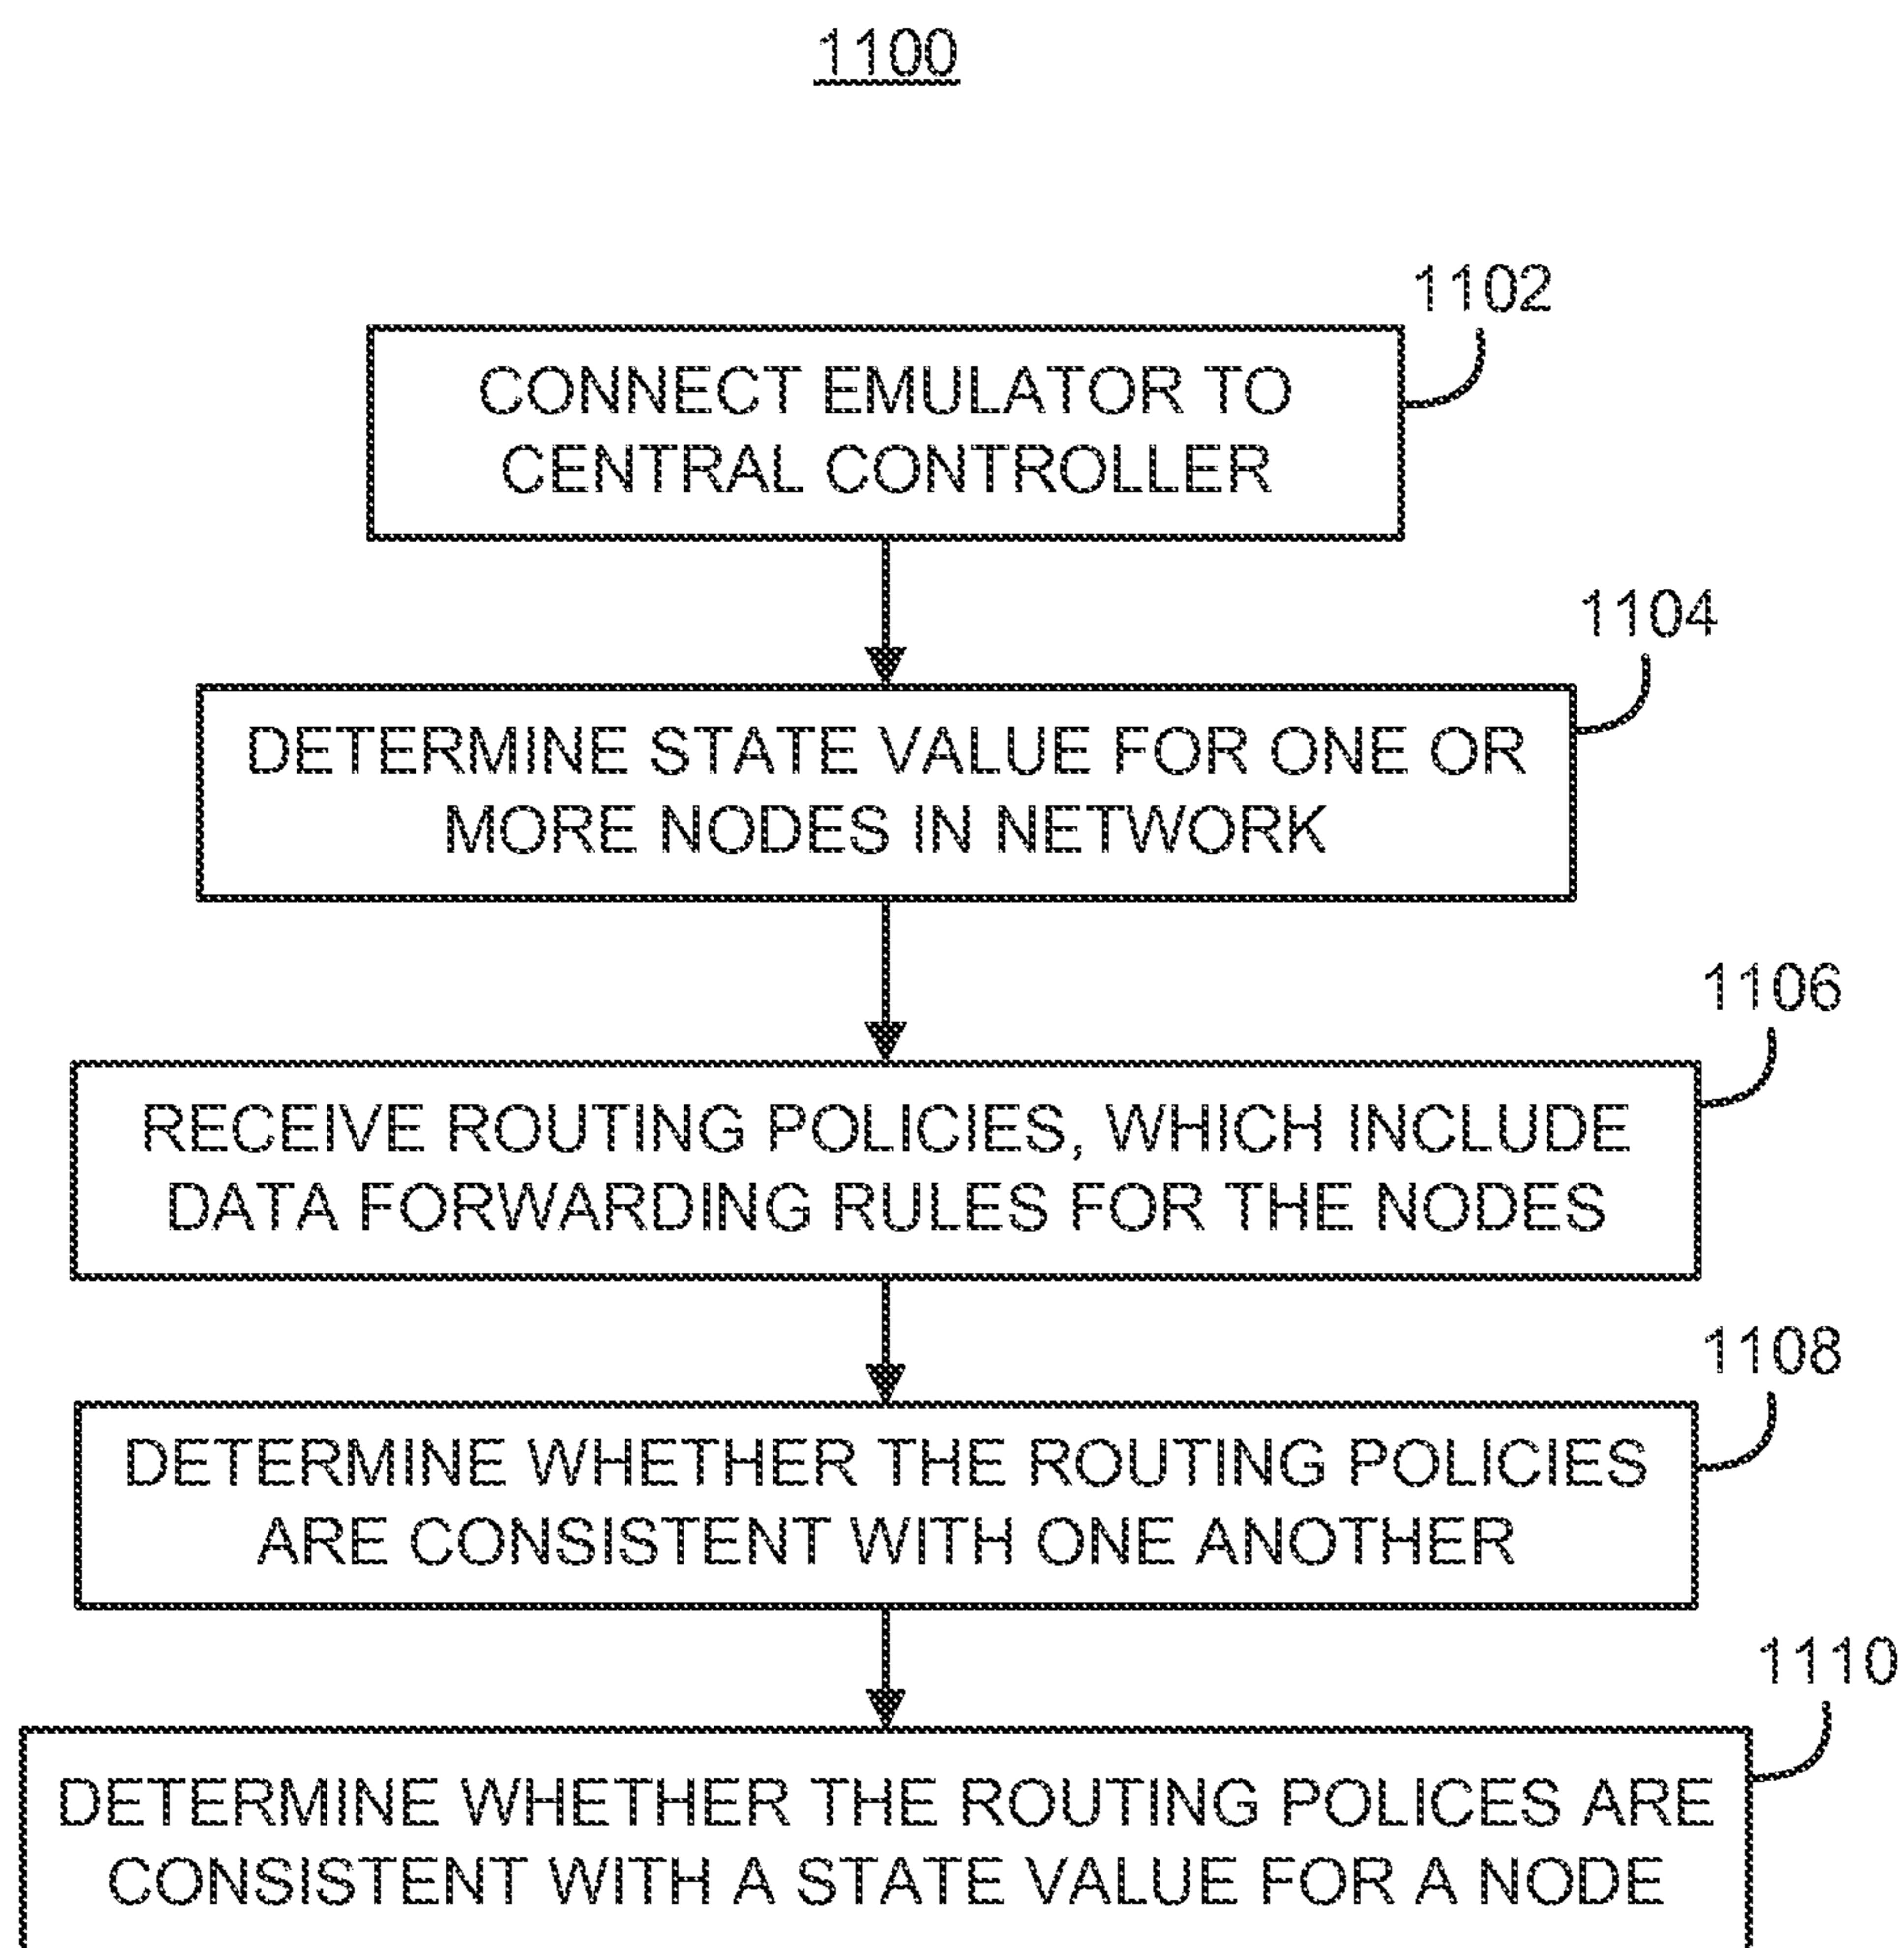 1100
1102
CONNECT EMULATOR TO
CENTRAL CONTROLLER
1104
DETERMINE STATE VALUE FOR ONE OR
MORE NODES IN NETWORK
1106
RECEIVE ROUTING POLICIES, WHICH INCLUDE
DATA FORWARDING RULES FOR THE NODES
1108
DETERMINE WHETHER THE ROUTING POLICIES
ARE CONSISTENT WITH ONE ANOTHER
1110
DETERMINE WHETHER THE ROUTING POLICES ARE
CONSISTENT WITH A STATE VALUE FOR A NODE